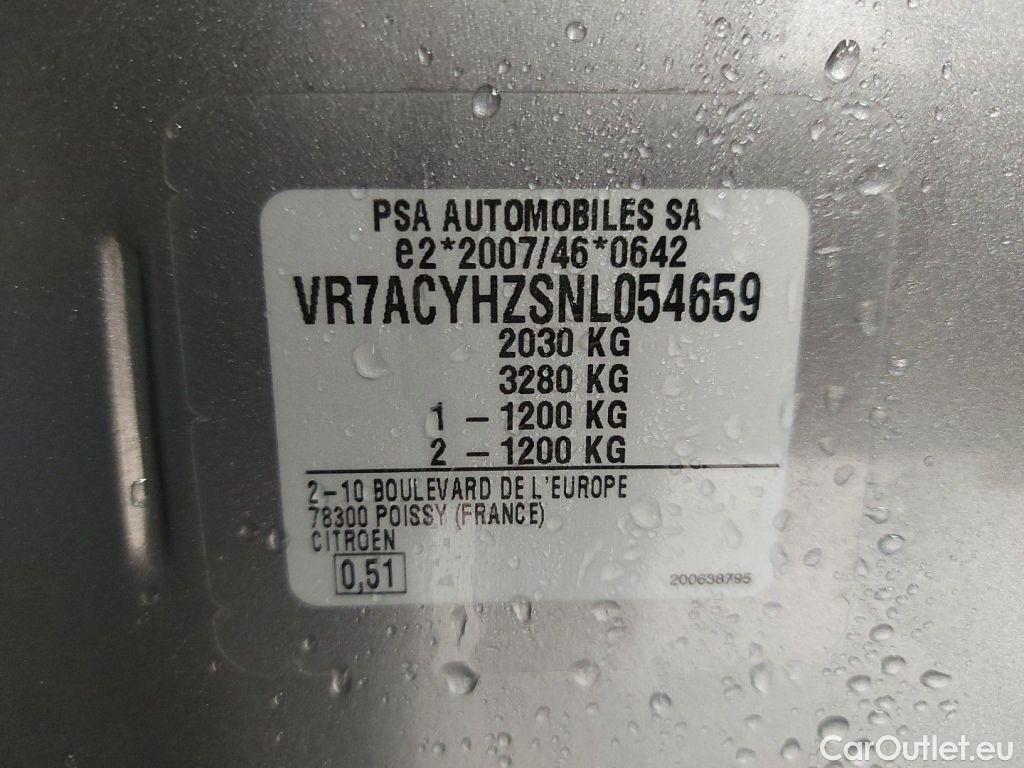 PSA AUTOMOBILES SA
e2*2007/46*0642
VR7ACYHZSNL054659
2030 KG
3280 KG
1 – 1200 KG
2 – 1200 KG
2–10 BOULEVARD DE L'EUROPE
78300 POISSY (FRANCE)
CITROEN
0,51
200638795
CarOutlet.eu